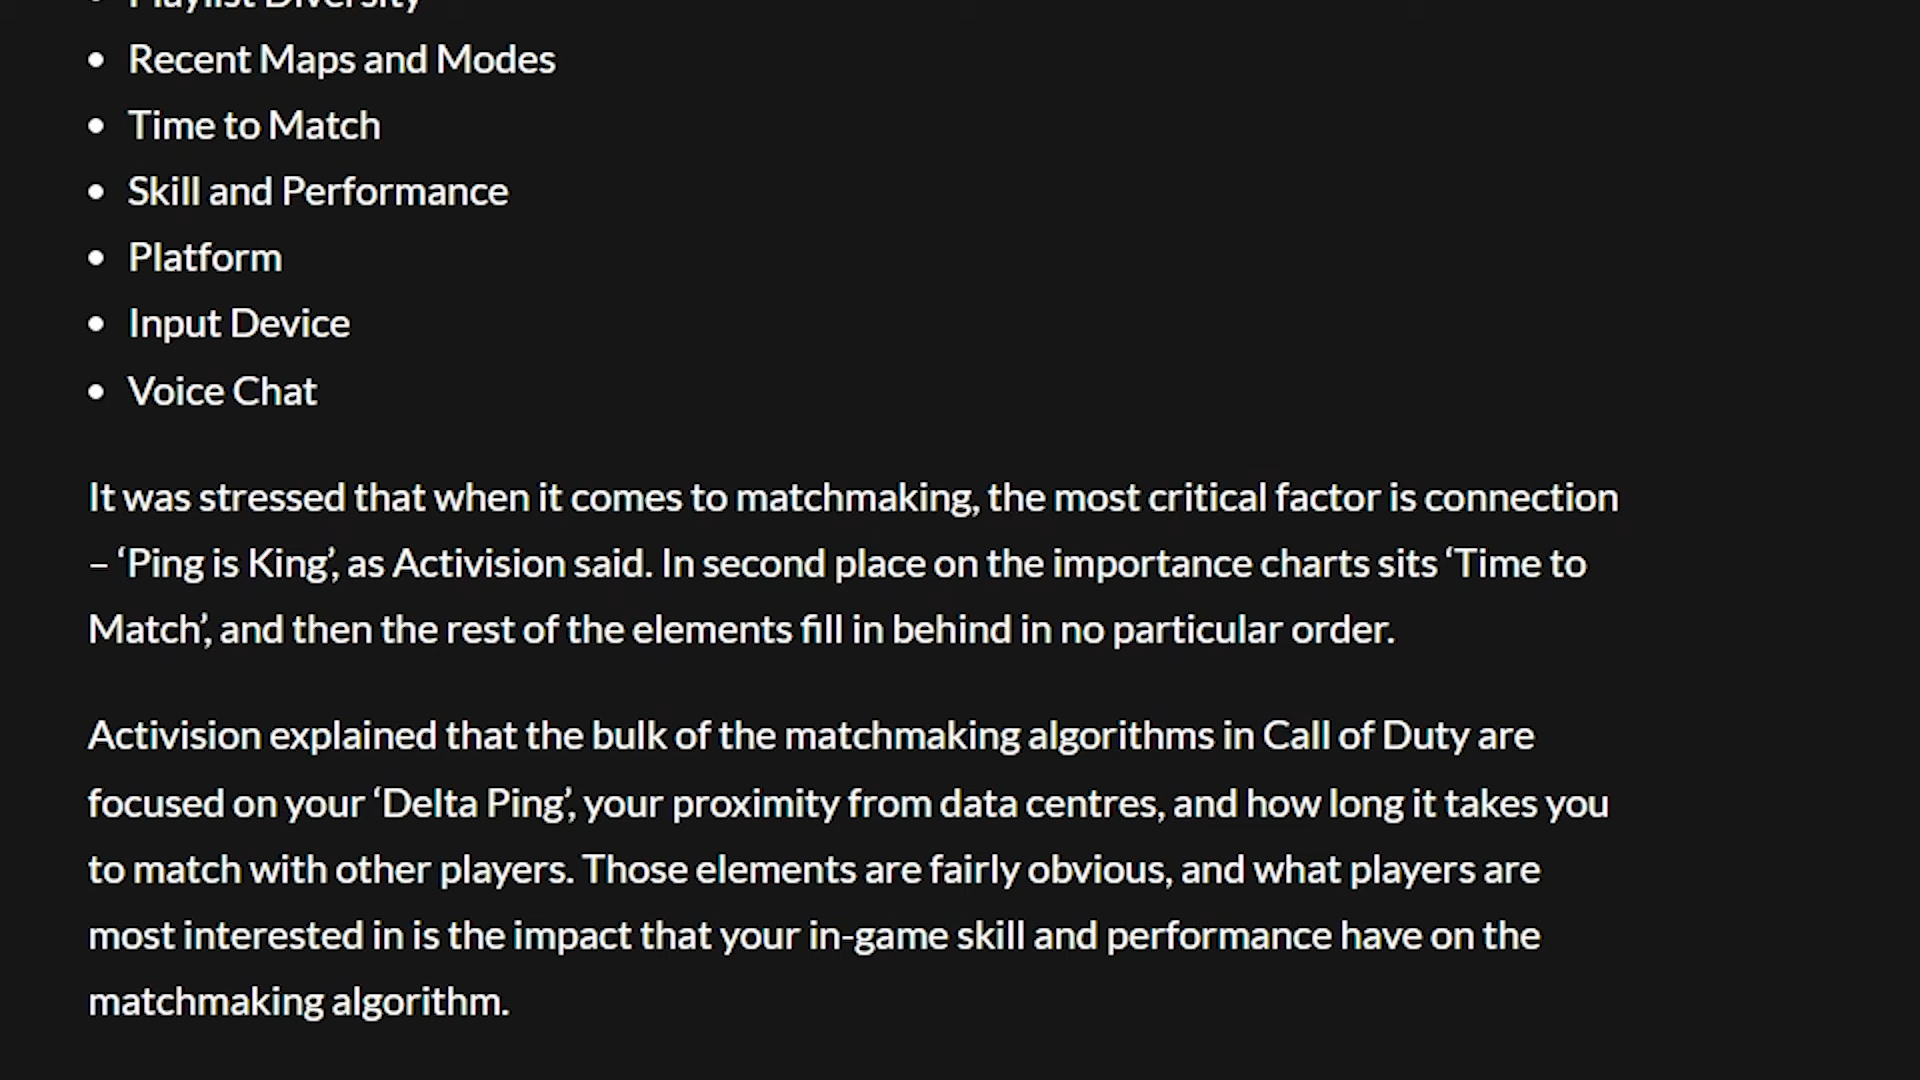 Playlist Diversity
• Recent Maps and Modes
• Time to Match
• Skill and Performance
• Platform
• Input Device
• Voice Chat
It was stressed that when it comes to matchmaking, the most critical factor is connection
– ‘Ping is King’, as Activision said. In second place on the importance charts sits ‘Time to
Match’, and then the rest of the elements fill in behind in no particular order.
Activision explained that the bulk of the matchmaking algorithms in Call of Duty are
focused on your ‘Delta Ping’, your proximity from data centres, and how long it takes you
to match with other players. Those elements are fairly obvious, and what players are
most interested in is the impact that your in-game skill and performance have on the
matchmaking algorithm.